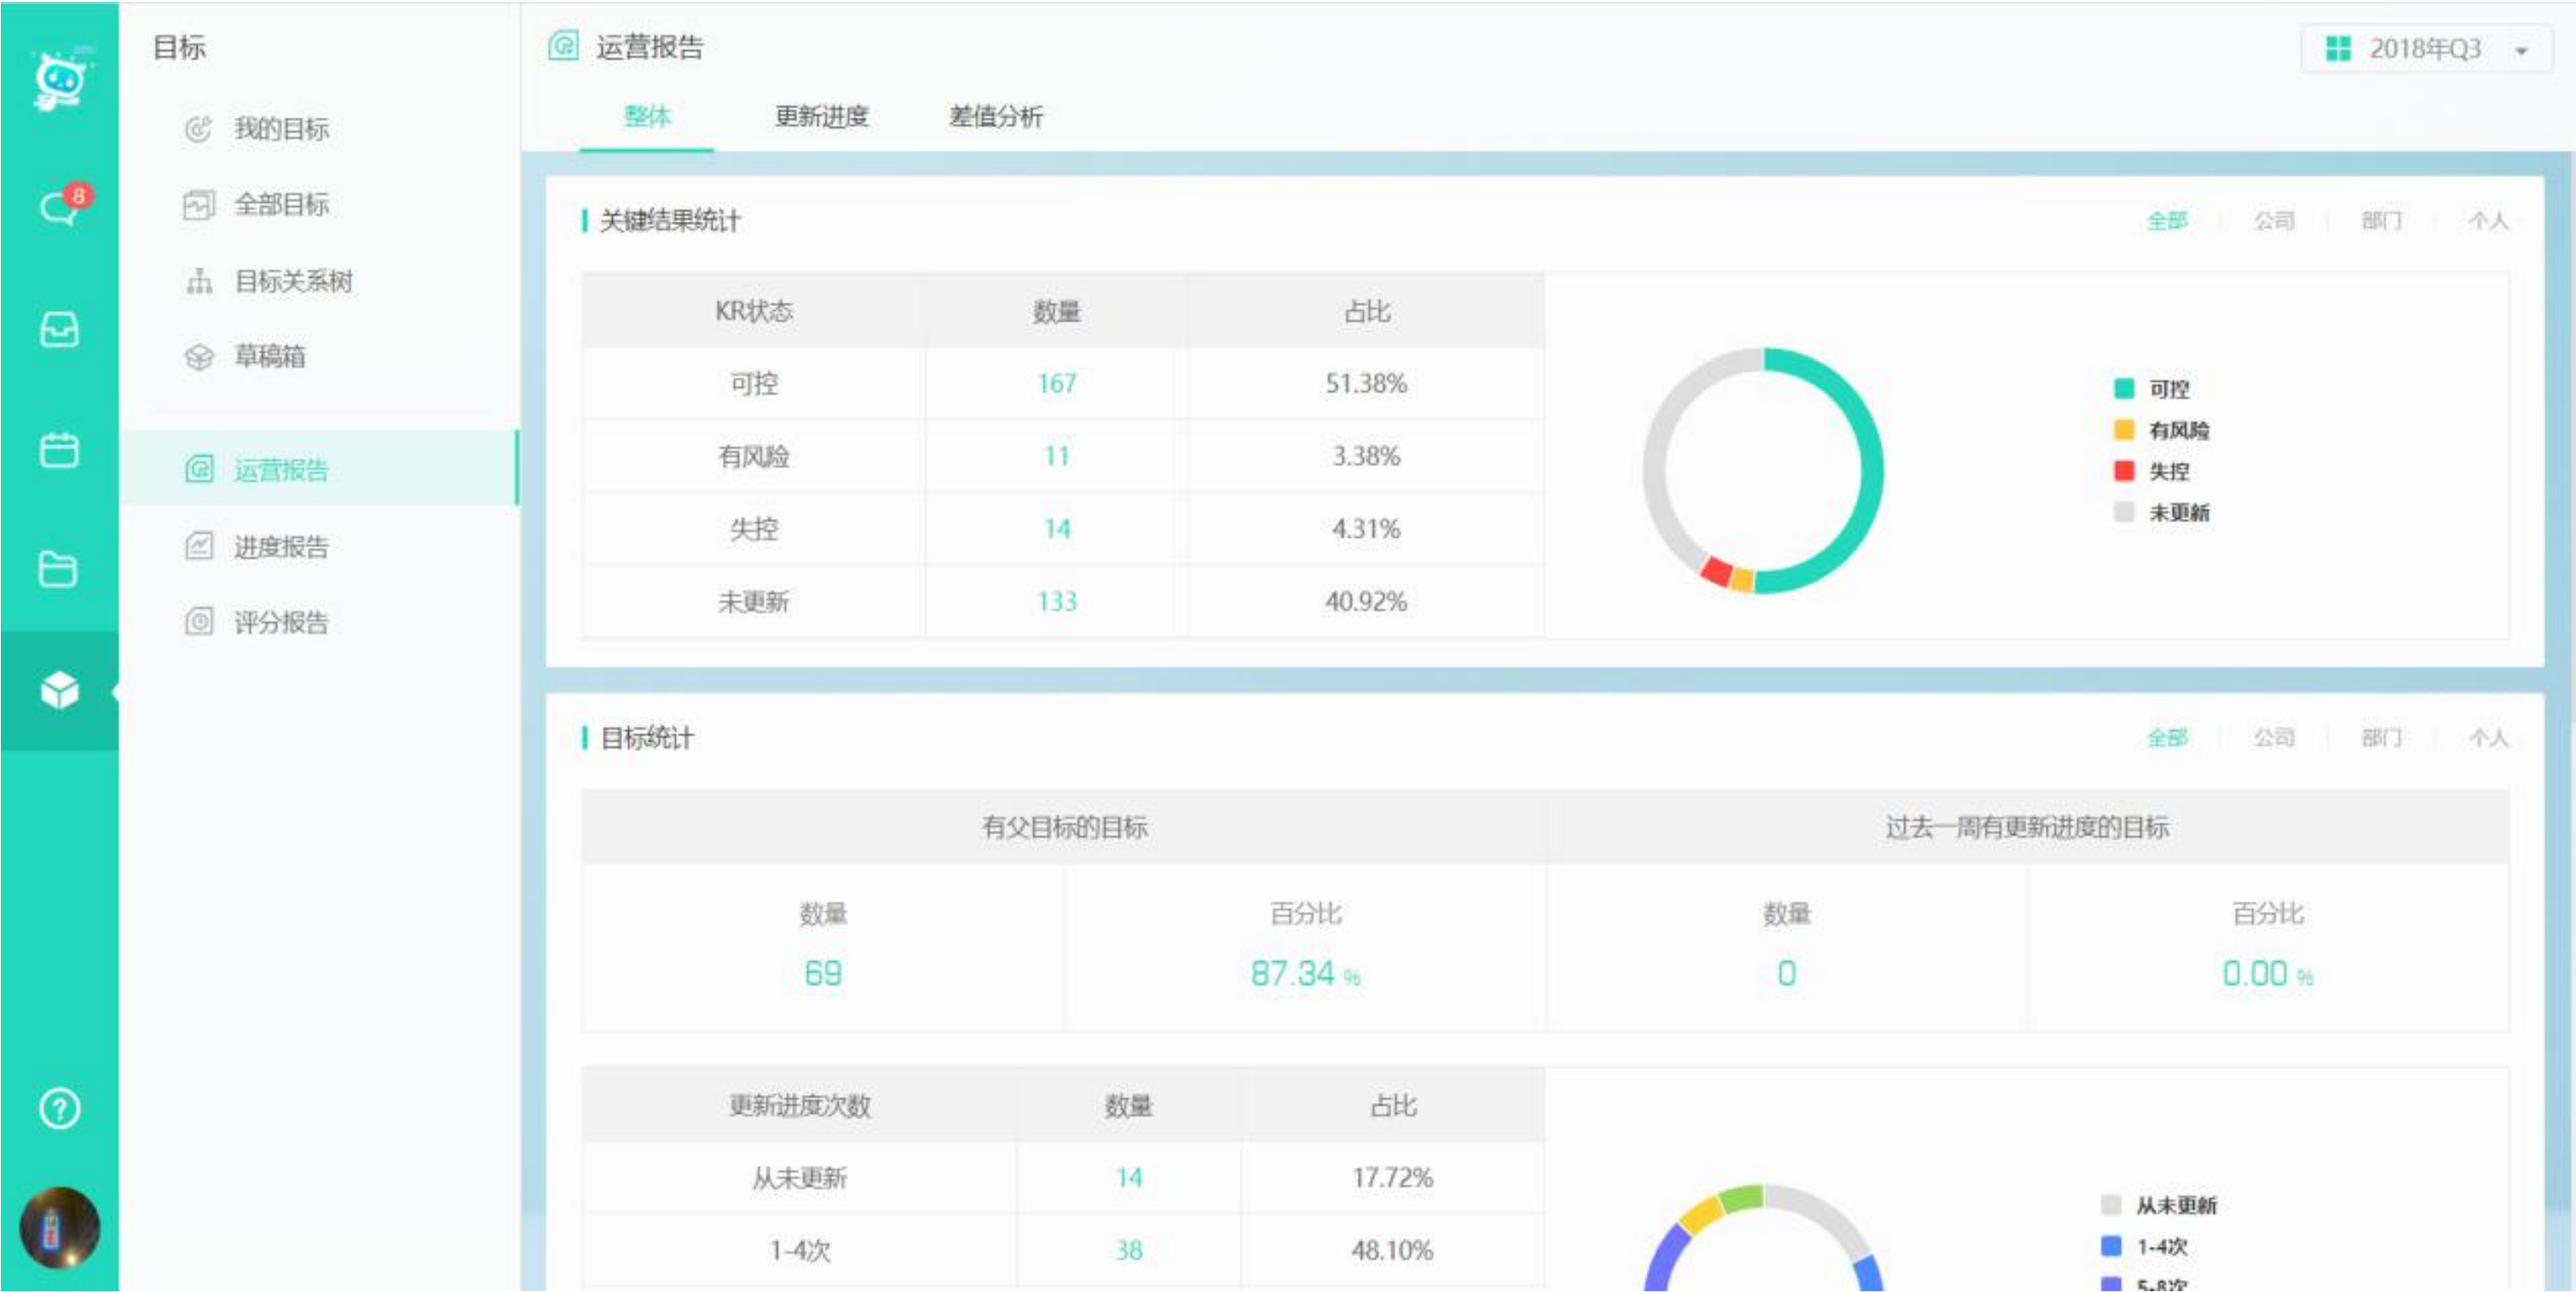 目标
我的目标
全部目标
目标关系树
草稿箱
运营报告
进度报告
评分报告
8
运营报告
2018年Q3
整体 更新进度 差值分析
关键结果统计
全部 公司 部门 个人
KR状态 数量 占比
可控 167 51.38%
有风险 11 3.38%
失控 14 4.31%
未更新 133 40.92%
可控
有风险
失控
未更新
目标统计
全部 公司 部门 个人
有父目标的目标 过去一周有更新进度的目标
数量 百分比 数量 百分比
69 87.34 % 0 0.00 %
更新进度次数 数量 占比
从未更新 14 17.72%
1-4次 38 48.10%
从未更新
1-4次
5-8次